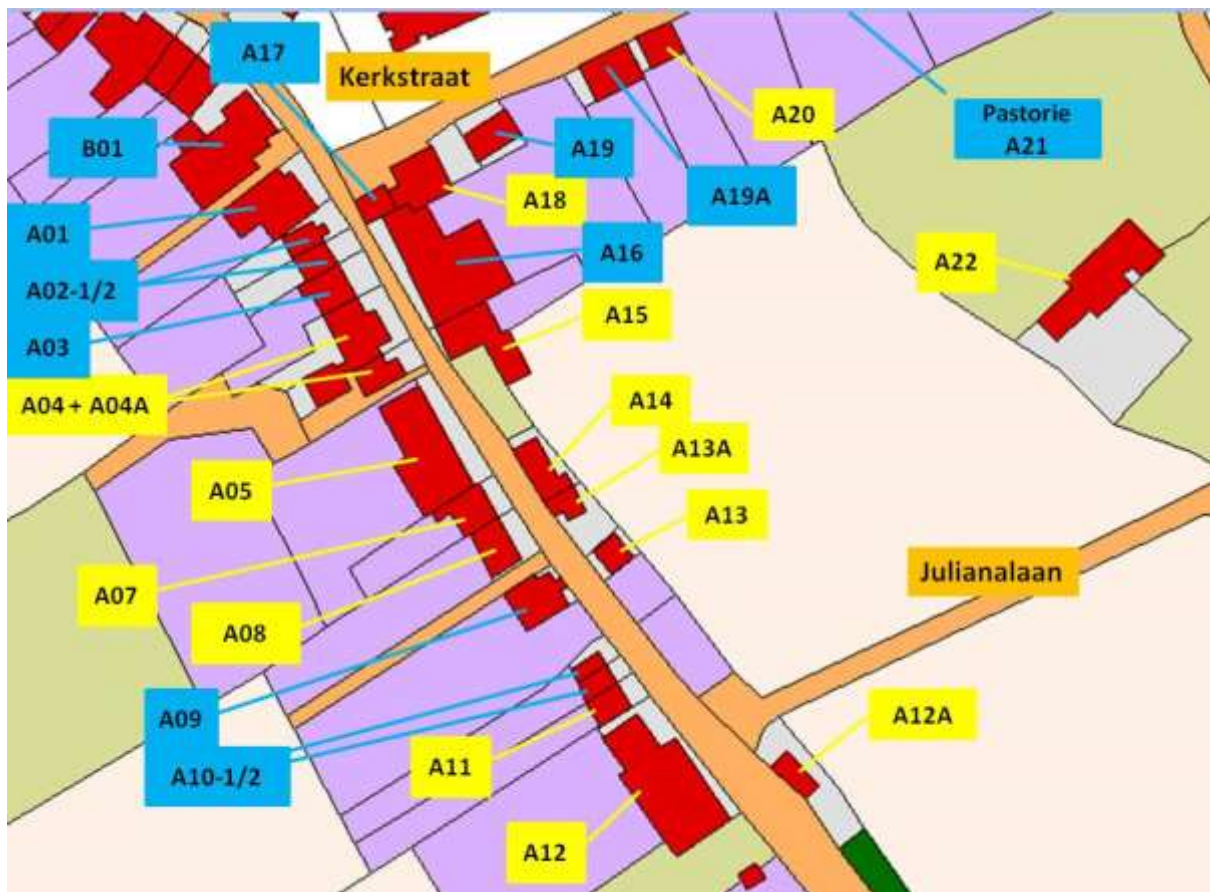 A17
Kerkstraat
B01
A19
A20
Pastorie
A21
A18
A19A
A01
A16
A22
A02-1/2
A15
A03
A04 + A04A
A14
A13A
A05
A13
Julianalaan
A07
A08
A09
A12A
A11
A10-1/2
A12